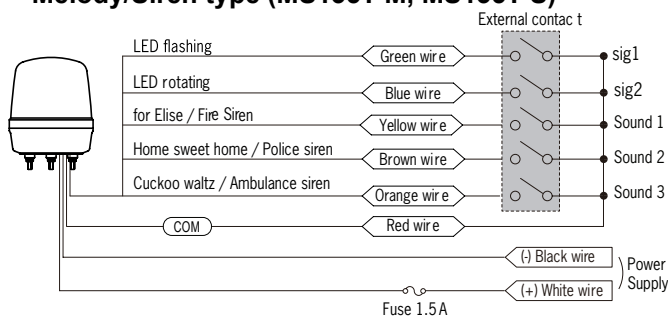 Melody/Siren type
External contac t
LED flashing
Green wire
sig1
LED rotating
Blue wire
sig2
for Elise / Fire Siren
Yellow wire
Sound 1
Home sweet home / Police siren
Brown wire
Sound 2
Cuckoo waltz / Ambulance siren
Orange wire
Sound 3
COM
Red wire
(-) Black wire
Power
Supply
(+) White wire
Fuse 1.5A